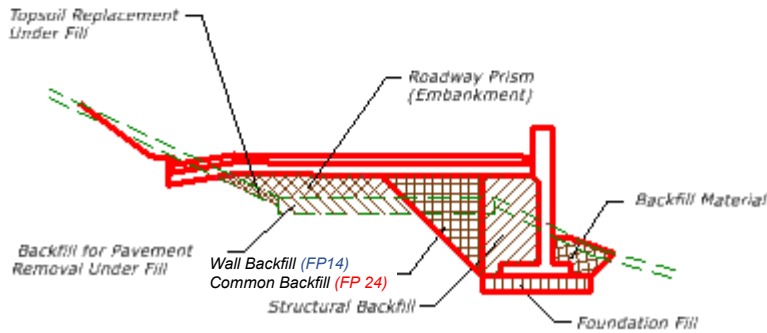 Topsoil Replacement
Under Fill
Roadway Prism
(Embankment)
Backfill Material
Backfill for Pavement
Removal Under Fill
Wall Backfill (FP14)
Common Backfill (FP 24)
Structural Backfill
Foundation Fill